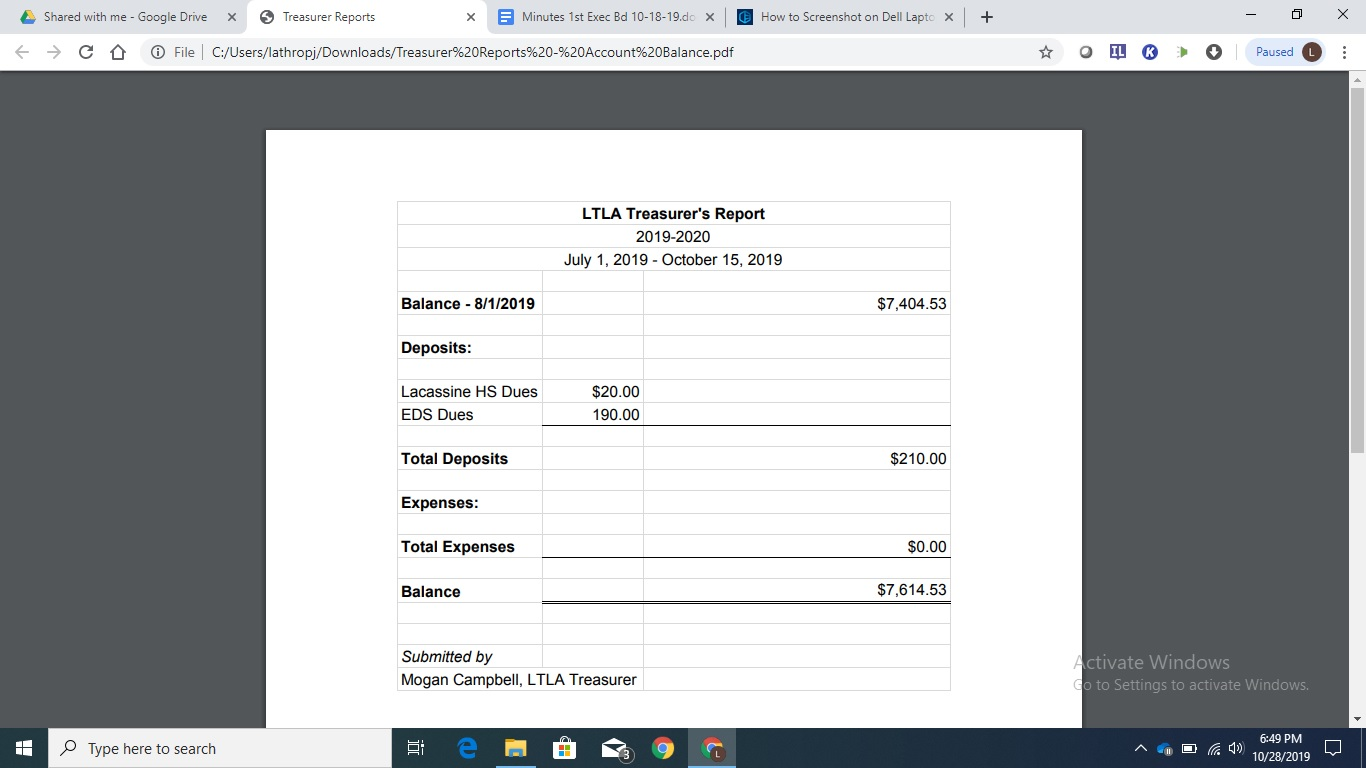 Shared with me - Google Drive
Treasurer Reports
Minutes 1st Exec Bd 10-18-19.do
How to Screenshot on Dell Lapto
File C:/Users/lathropj/Downloads/Treasurer%20Reports%20-%20Account%20Balance.pdf
IL
K
Paused L
LTLA Treasurer's Report
2019-2020
July 1, 2019 - October 15, 2019
Balance - 8/1/2019 $7,404.53
Deposits:
Lacassine HS Dues $20.00
EDS Dues 190.00
Total Deposits $210.00
Expenses:
Total Expenses $0.00
Balance $7,614.53
Submitted by
Mogan Campbell, LTLA Treasurer
Activate Windows
Go to Settings to activate Windows.
Type here to search
3
L
6:49 PM
10/28/2019